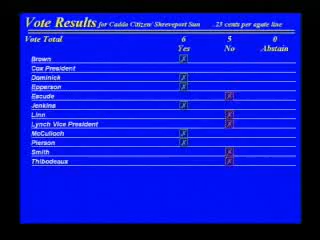 Vote Results for Caddo Citizen/ Shreveport Sun .23 cents per agate line
Vote Total 6 5 0
Yes No Abstain
Brown X
Cox President
Dominick X
Epperson X
Escude X
Jenkins X
Linn X
Lynch Vice President X
McCulloch X
Pierson X
Smith X
Thibodeaux X